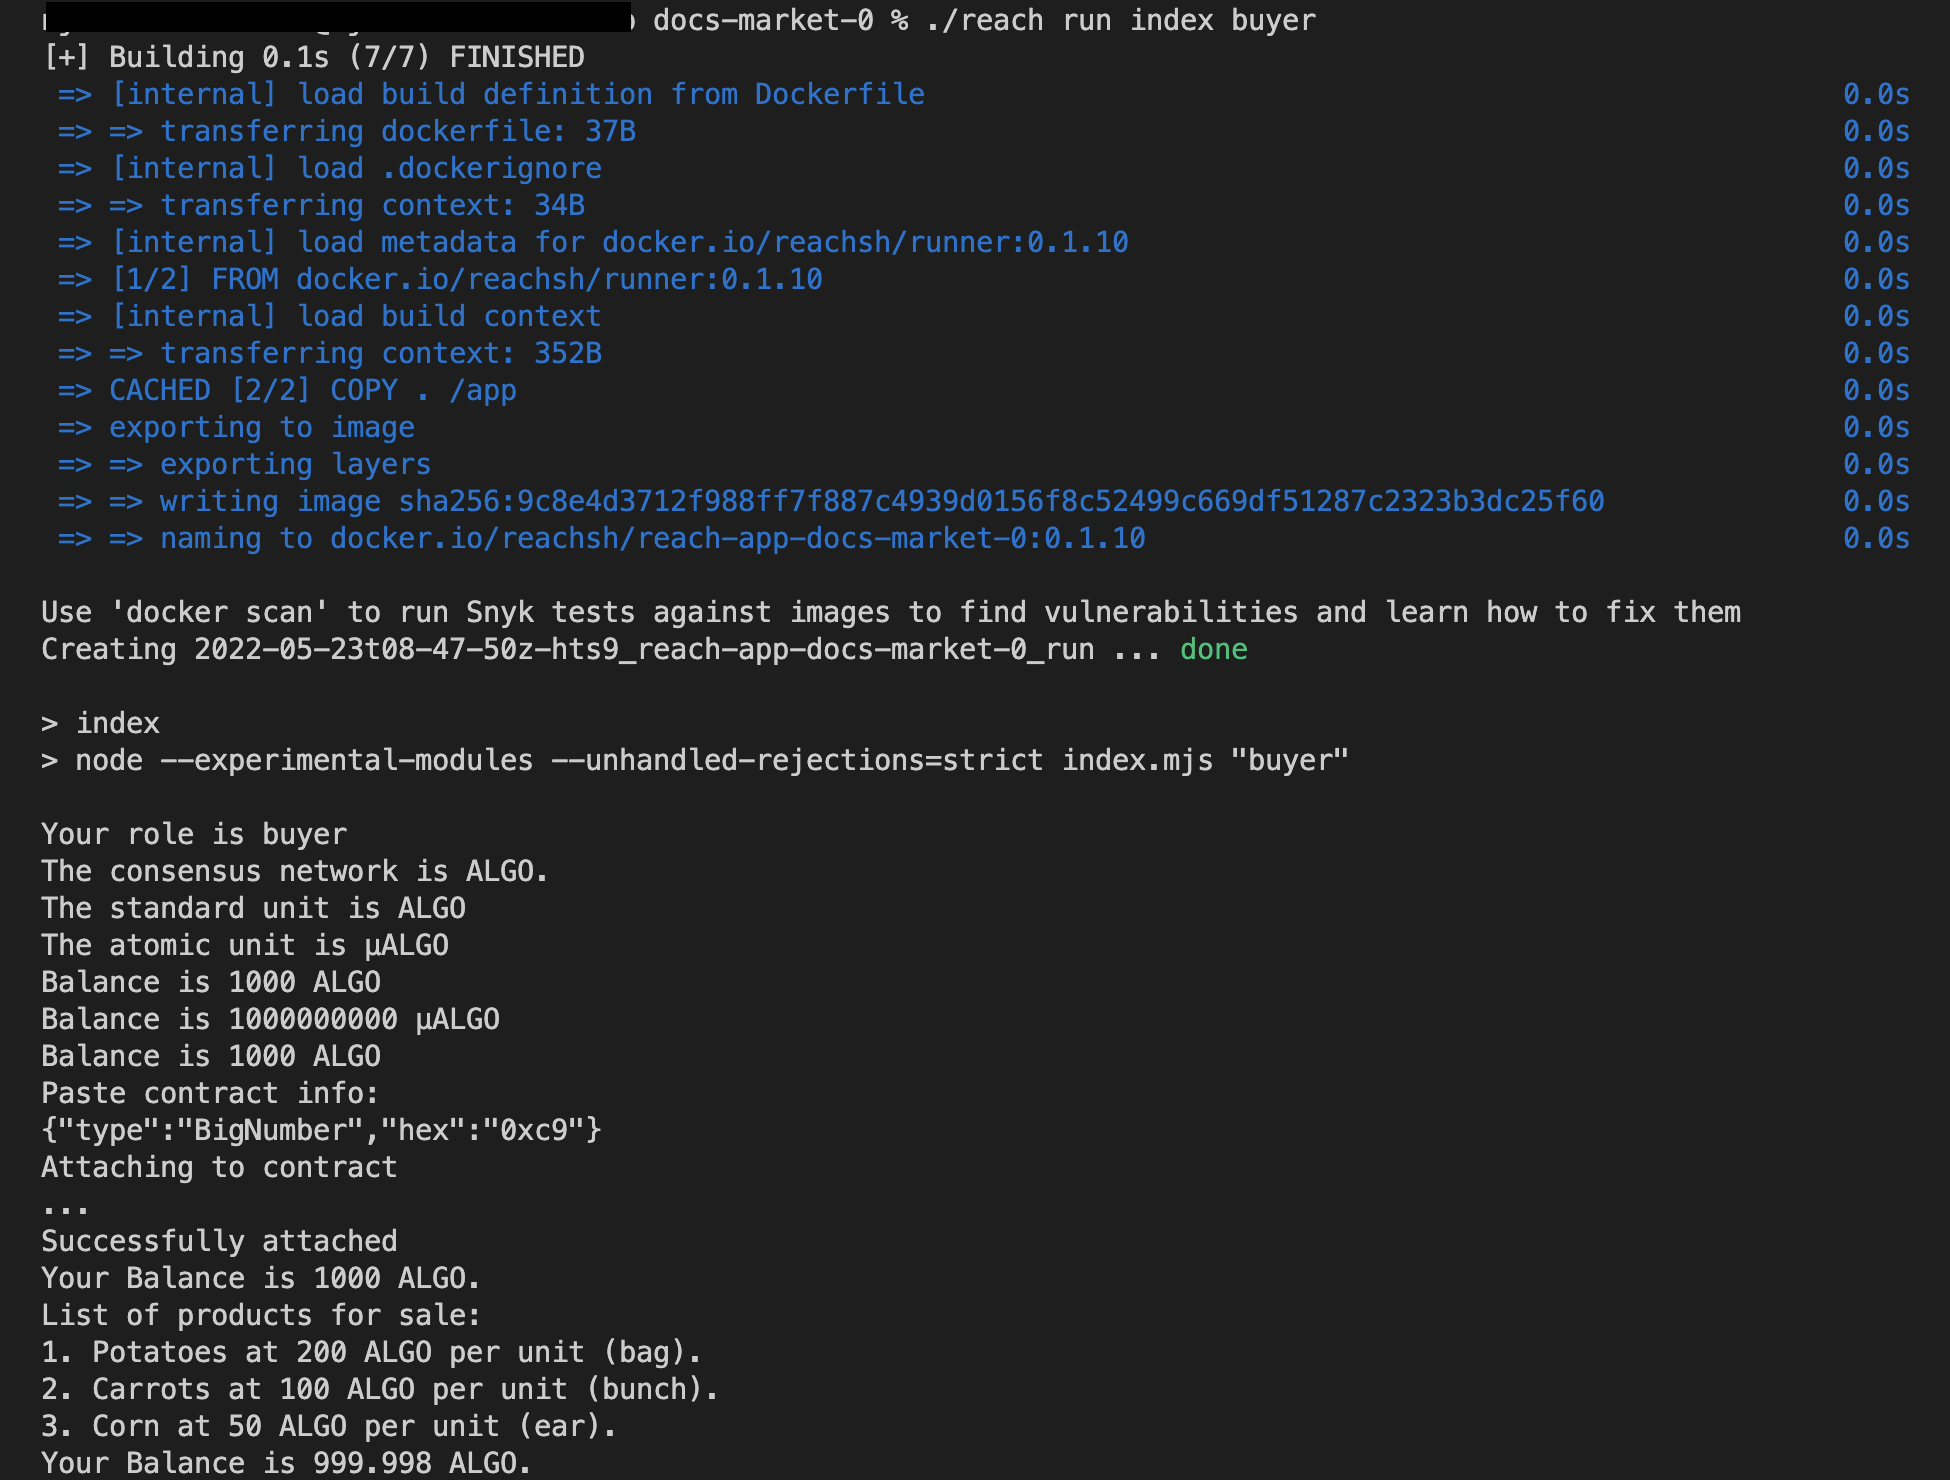 docs-market-0 % ./reach run index buyer
[+] Building 0.1s (7/7) FINISHED
=> [internal] load build definition from Dockerfile 0.0s
=> => transferring dockerfile: 37B 0.0s
=> [internal] load .dockerignore 0.0s
=> => transferring context: 34B 0.0s
=> [internal] load metadata for docker.io/reachsh/runner:0.1.10 0.0s
=> [1/2] FROM docker.io/reachsh/runner:0.1.10 0.0s
=> [internal] load build context 0.0s
=> => transferring context: 352B 0.0s
=> CACHED [2/2] COPY . /app 0.0s
=> exporting to image 0.0s
=> => exporting layers 0.0s
=> => writing image sha256:9c8e4d3712f988ff7f887c4939d0156f8c52499c669df51287c2323b3dc25f60 0.0s
=> => naming to docker.io/reachsh/reach-app-docs-market-0:0.1.10 0.0s
Use 'docker scan' to run Snyk tests against images to find vulnerabilities and learn how to fix them
Creating 2022-05-23t08-47-50z-hts9_reach-app-docs-market-0_run ... done
> index
> node --experimental-modules --unhandled-rejections=strict index.mjs "buyer"
Your role is buyer
The consensus network is ALGO.
The standard unit is ALGO
The atomic unit is μALGO
Balance is 1000 ALGO
Balance is 1000000000 μALGO
Balance is 1000 ALGO
Paste contract info:
{"type":"BigNumber","hex":"0xc9"}
Attaching to contract
...
Successfully attached
Your Balance is 1000 ALGO.
List of products for sale:
1. Potatoes at 200 ALGO per unit (bag).
2. Carrots at 100 ALGO per unit (bunch).
3. Corn at 50 ALGO per unit (ear).
Your Balance is 999.998 ALGO.